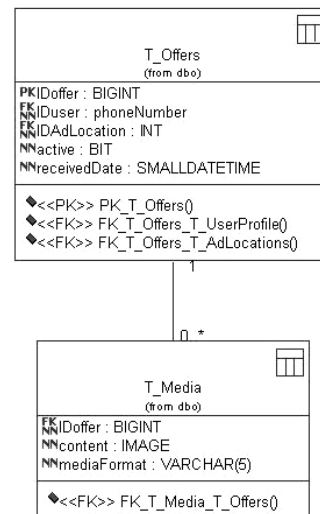 T_Offers
(from dbo)
PK IDoffer : BIGINT
FK NN IDuser : phoneNumber
FK NN IDAdLocation : INT
NN active : BIT
NN receivedDate : SMALLDATETIME
<<PK>> PK_T_Offers()
<<FK>> FK_T_Offers_T_UserProfile()
<<FK>> FK_T_Offers_T_AdLocations()
1
0..*
T_Media
(from dbo)
FK NN IDoffer : BIGINT
NN content : IMAGE
NN mediaFormat : VARCHAR(5)
<<FK>> FK_T_Media_T_Offers()